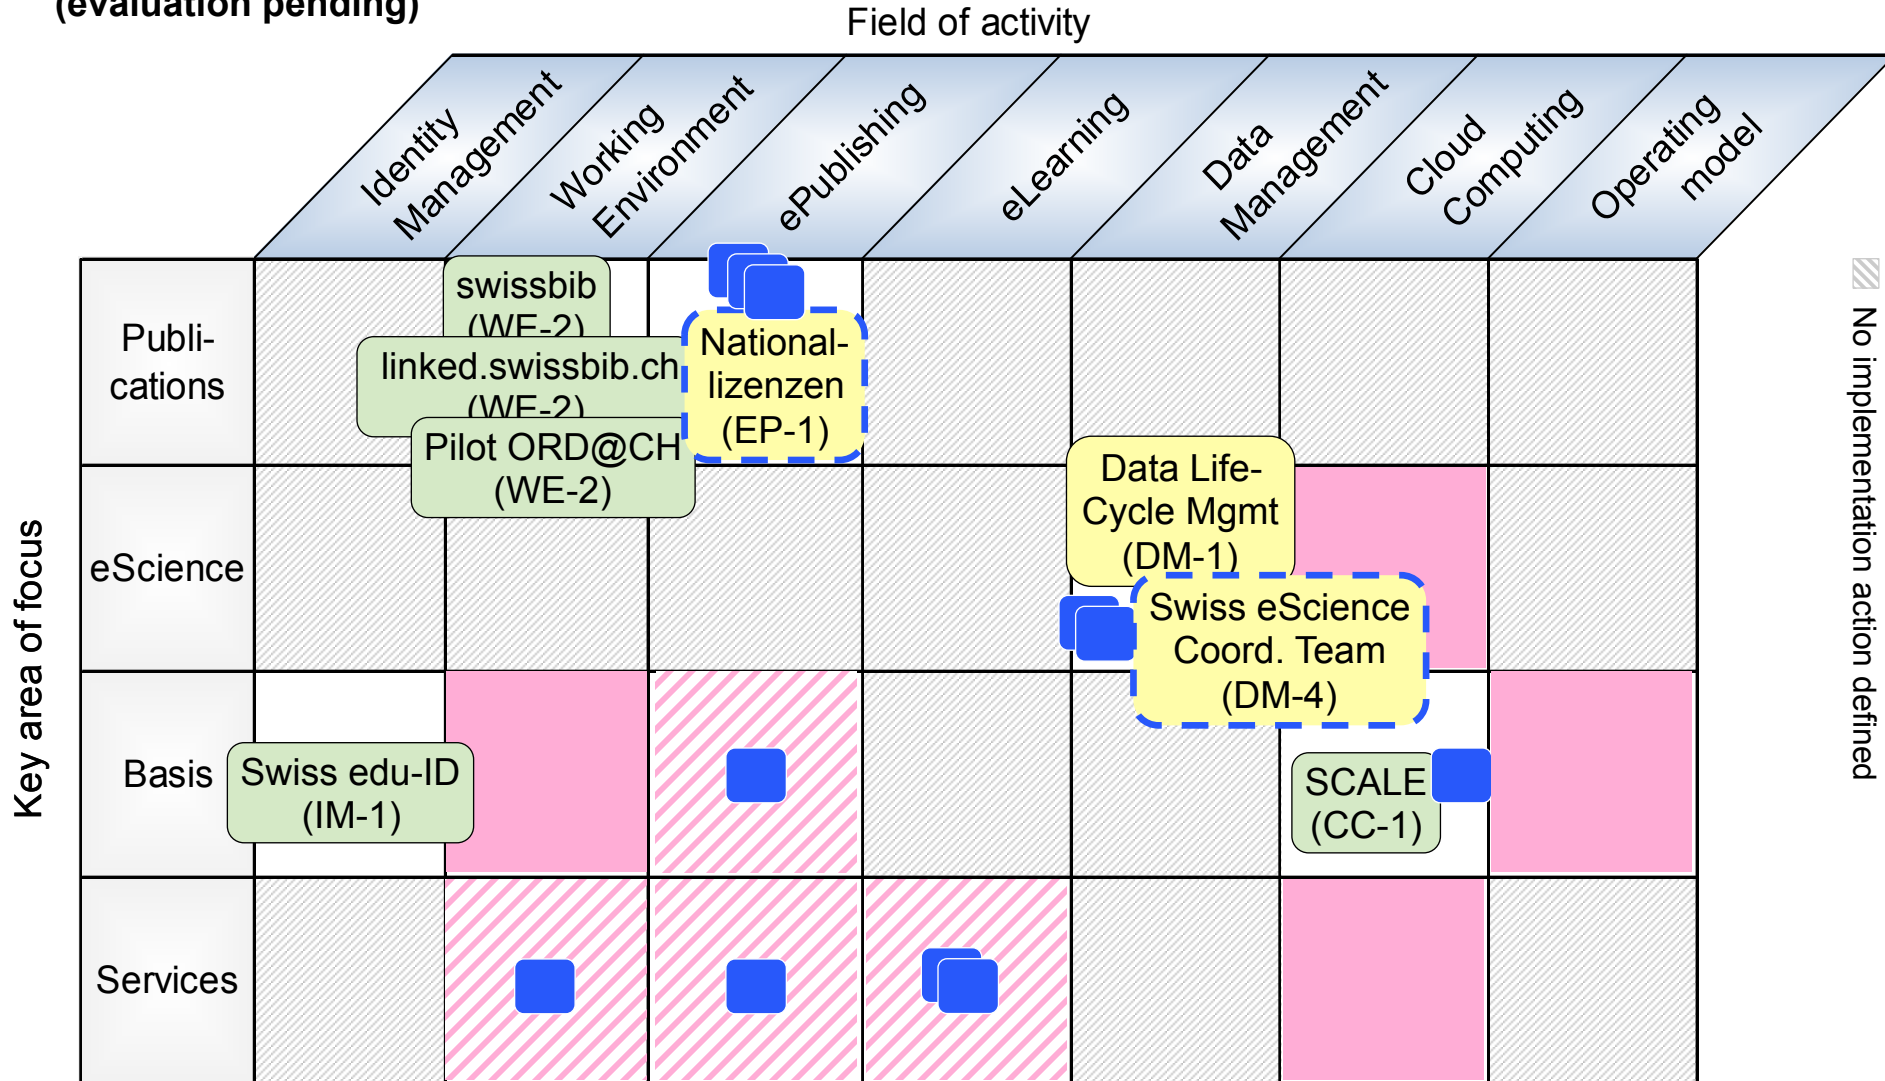 (evaluation pending)
Field of activity
Identity
Management
Working
Environment
ePublishing
eLearning
Data
Management
Cloud
Computing
Operating
model
Key area of focus
Publi-
cations
swissbib
(WE-2)
linked.swissbib.ch
(WE-2)
Pilot ORD@CH
(WE-2)
National-
lizenzen
(EP-1)
eScience
Data Life-
Cycle Mgmt
(DM-1)
Swiss eScience
Coord. Team
(DM-4)
Basis
Swiss edu-ID
(IM-1)
SCALE
(CC-1)
Services
No implementation action defined